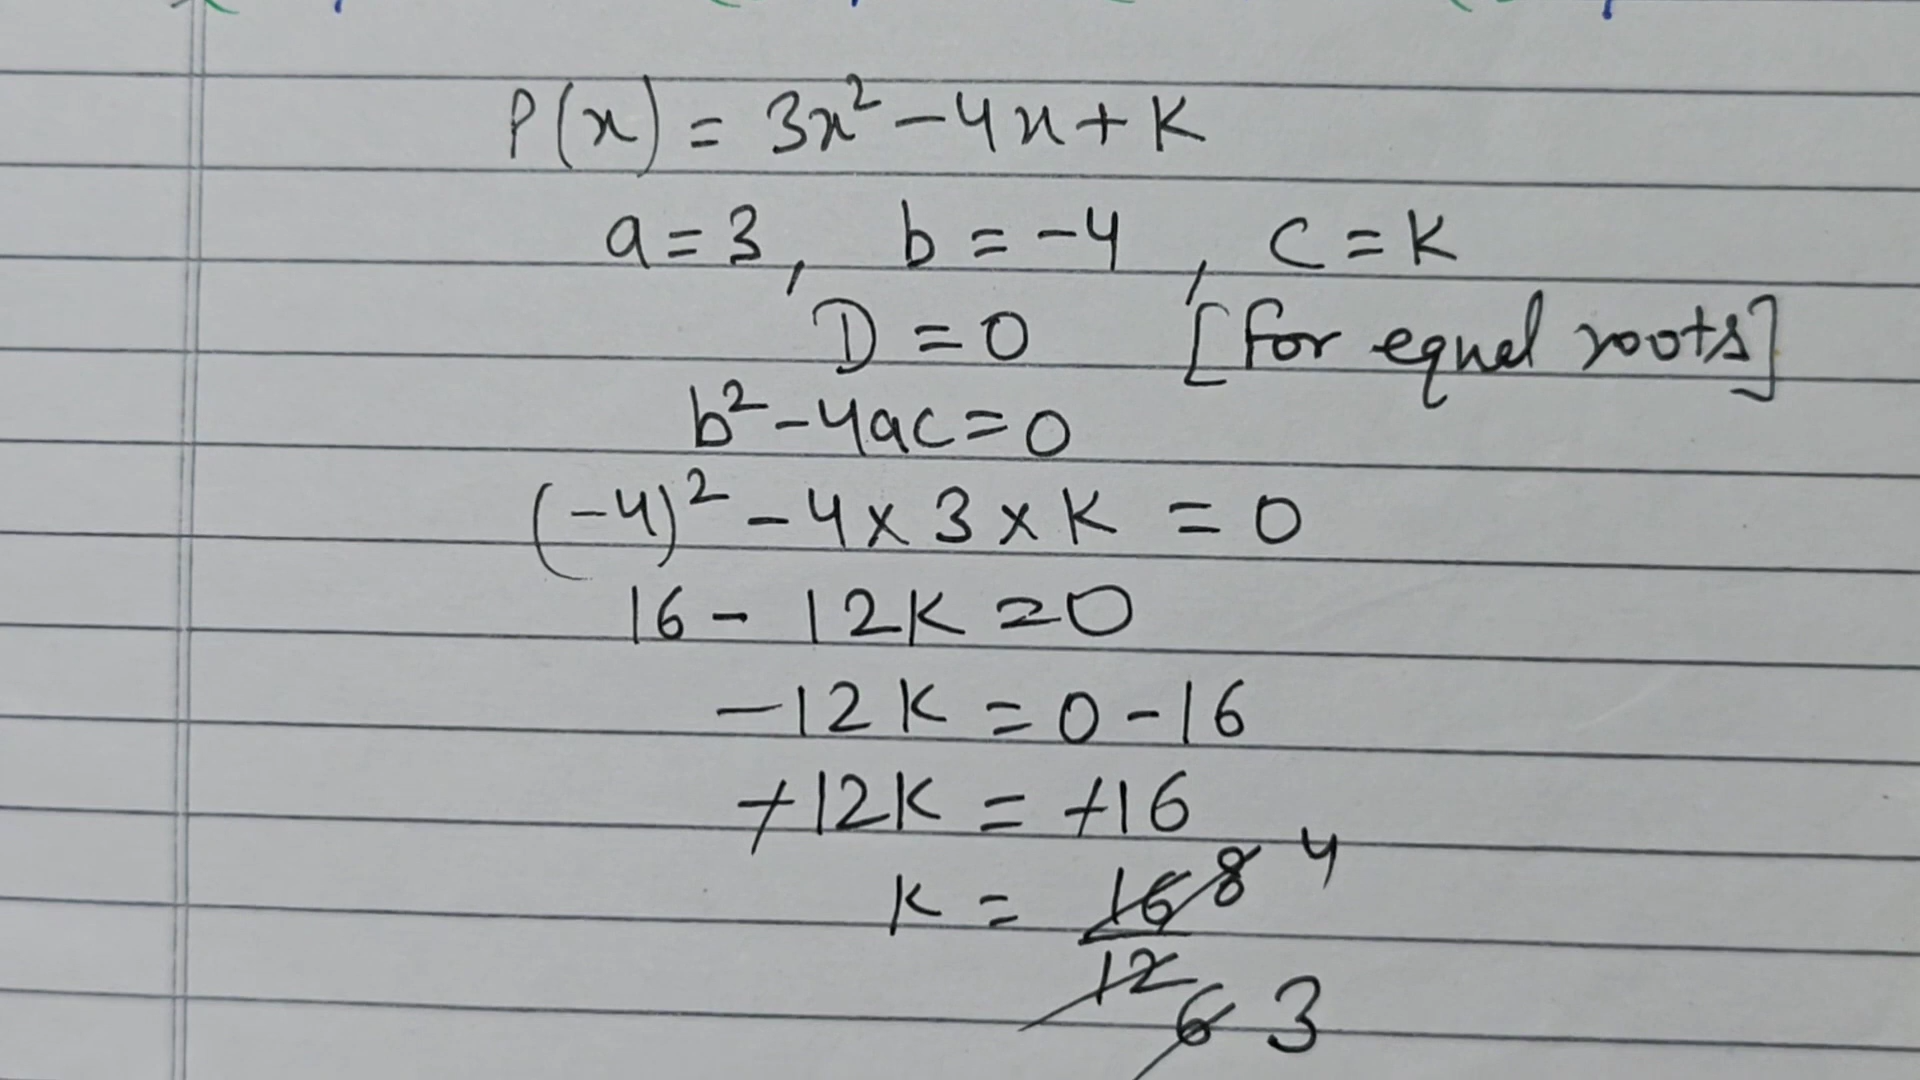 P(x) = 3x² - 4x + K
a = 3, b = -4, c = K
D = 0 [for equal roots]
b² - 4ac = 0
(-4)² - 4 × 3 × K = 0
16 - 12K = 0
-12K = 0 - 16
+12K = +16
K = 16 8 4
12 6 3